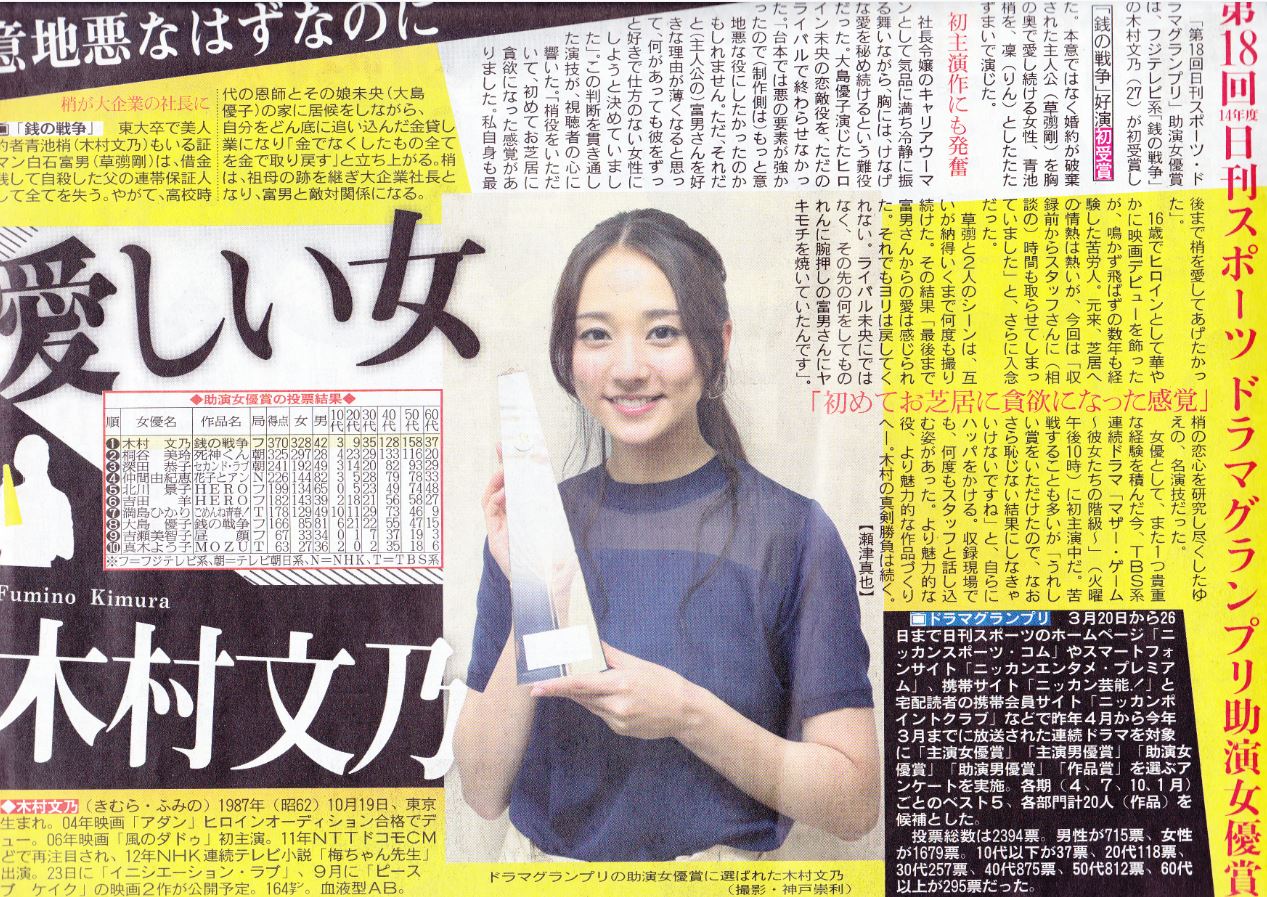 第18回
14年度
日刊スポーツ ドラマグランプリ助演女優賞
「第18回日刊スポーツ・ド
ラマグランプリ」助演女優賞
は、フジテレビ系「銭の戦争」
の木村文乃(27)が初受賞し
た。本意ではなく婚約が破棄
された主人公(草彅剛)を胸
の奥で愛し続ける女性、青池
梢を、凜(りん)としたたた
ずまいで演じた。
「銭の戦争」好演 初受賞
初主演作にも発奮
社長令嬢のキャリアウーマ
ンとして気品に満ち冷静に振
る舞いながら、胸には、けなげ
な愛を秘め続けるという難役
だった。大島優子演じたヒロ
イン未央の恋敵役を、ただの
ライバルで終わらせなかっ
た。「台本では悪の要素が強か
ったので(制作側は)もっと意
地悪な役にしたかったのか
もしれません。ただ、それだ
と(主人公の)富男さんを好
きな理由が薄くなると思っ
て、何があっても彼をずっ
と好きで仕方のない女性に
しようと決めていまし
た」。この判断を貫き通し
た演技が、視聴者の心に
響いた。「梢役をいただ
いて、初めてお芝居に
貪欲になった感覚があ
りました。私自身も最
後まで梢を愛してあげたかっ
た」。
16歳でヒロインとして華や
かに映画デビューを飾った
が、鳴かず飛ばずの数年も経
験した苦労人。元来、芝居へ
の情熱は熱いが、今回は「収
録前からスタッフさんに(相
談の)時間も取らせてしまっ
ていました」と、さらに入念
だった。
草彅と2人のシーンは、互
いが納得いくまで何度も撮り
続けた。その結果「最後まで
富男さんからの愛は感じられ
た。それでもヨリは戻してく
れない。ライバル未央にでは
なく、その先の何をしてもの
れんに腕押しの富男さんにヤ
キモチを焼いていたんです」。
「初めてお芝居に貪欲になった感覚」
梢の恋心を研究し尽くしたゆ
えの、名演技だった。
女優として、また一つ貴重
な経験を積んだ今、TBS系
連続ドラマ「マザー・ゲーム
〜彼女たちの階級〜」(火曜
午後10時)に初主演中だ。苦
戦することも多いが「うれし
い賞をいただけたので、なお
さら恥じない結果にしなきゃ
いけないですね」と、自らに
ハッパをかける。収録現場で
も、何度もスタッフと話し込
む姿があった。より魅力的な
役、より魅力的な作品づくり
へ―。木村の真剣勝負は続く。
【瀬津真也】
意地悪なはずなのに
愛しい女
梢が大企業の社長に
「銭の戦争」 東大卒で美人
約者青池梢(木村文乃)もいる証
マン白石富男(草彅剛)は、借金
残して自殺した父の連帯保証人
して全てを失う。やがて、高校時
代の恩師とその娘未央(大島
優子)の家に居候をしながら、
自分をどん底に追い込んだ金貸し
業になり「金でなくしたもの全て
を金で取り戻す」と立ち上がる。梢
は、祖母の跡を継ぎ大企業社長と
なり、富男と敵対関係になる。
◆助演女優賞の投票結果◆
順 女優名 作品名 局 得点 女 男 10代 20代 30代 40代 50代 60代
❶ 木村 文乃 銭の戦争 フ 370 328 42 3 9 35 128 158 37
❷ 桐谷 美玲 死神くん 朝 325 297 28 4 23 29 133 116 20
❸ 深田 恭子 セカンド・ラブ 朝 241 192 49 3 14 20 82 93 29
❹ 仲間由紀恵 花子とアン N 226 144 82 3 5 28 79 78 33
❺ 北川 景子 HERO フ 199 134 65 0 5 23 49 74 48
❻ 吉田 羊 HERO フ 182 143 39 2 18 21 56 58 27
❼ 満島ひかり ごめんね青春! T 178 129 49 10 11 29 73 46 9
❽ 大島 優子 銭の戦争 フ 166 85 81 6 21 22 55 47 15
❾ 吉瀬美智子 昼顔 フ 67 33 34 0 1 7 37 19 3
❿ 真木よう子 MOZU T 63 27 36 2 0 2 35 18 6
※フ=フジテレビ系、朝=テレビ朝日系、N=NHK、T=TBS系
Fumino Kimura
木村文乃
◆木村文乃(きむら・ふみの)1987年(昭62)10月19日、東京
生まれ。04年映画「アダン」ヒロインオーディション合格でデ
ュー。06年映画「風のダドゥ」初主演。11年NTTドコモCM
どで再注目され、12年NHK連続テレビ小説「梅ちゃん先生」
出演。23日に「イニシエーション・ラブ」、9月に「ピース
ブ ケイク」の映画2作が公開予定。164㌢。血液型AB。
ドラマグランプリの助演女優賞に選ばれた木村文乃
(撮影・神戸崇利)
ドラマグランプリ 3月20日から26
日まで日刊スポーツのホームページ「ニ
ッカンスポーツ・コム」やスマートフォ
ンサイト「ニッカンエンタメ・プレミア
ム」、携帯サイト「ニッカン芸能!」と
宅配読者の携帯会員サイト「ニッカンポ
イントクラブ」などで昨年4月から今年
3月までに放送された連続ドラマを対象
に「主演女優賞」「主演男優賞」「助演女
優賞」「助演男優賞」「作品賞」を選ぶア
ンケートを実施。各期(4、7、10、1月)
ごとのベスト5、各部門計20人(作品)を
候補とした。
投票総数は2394票。男性が715票、女性
が1679票。10代以下が37票、20代118票、
30代257票、40代875票、50代812票、60代
以上が295票だった。